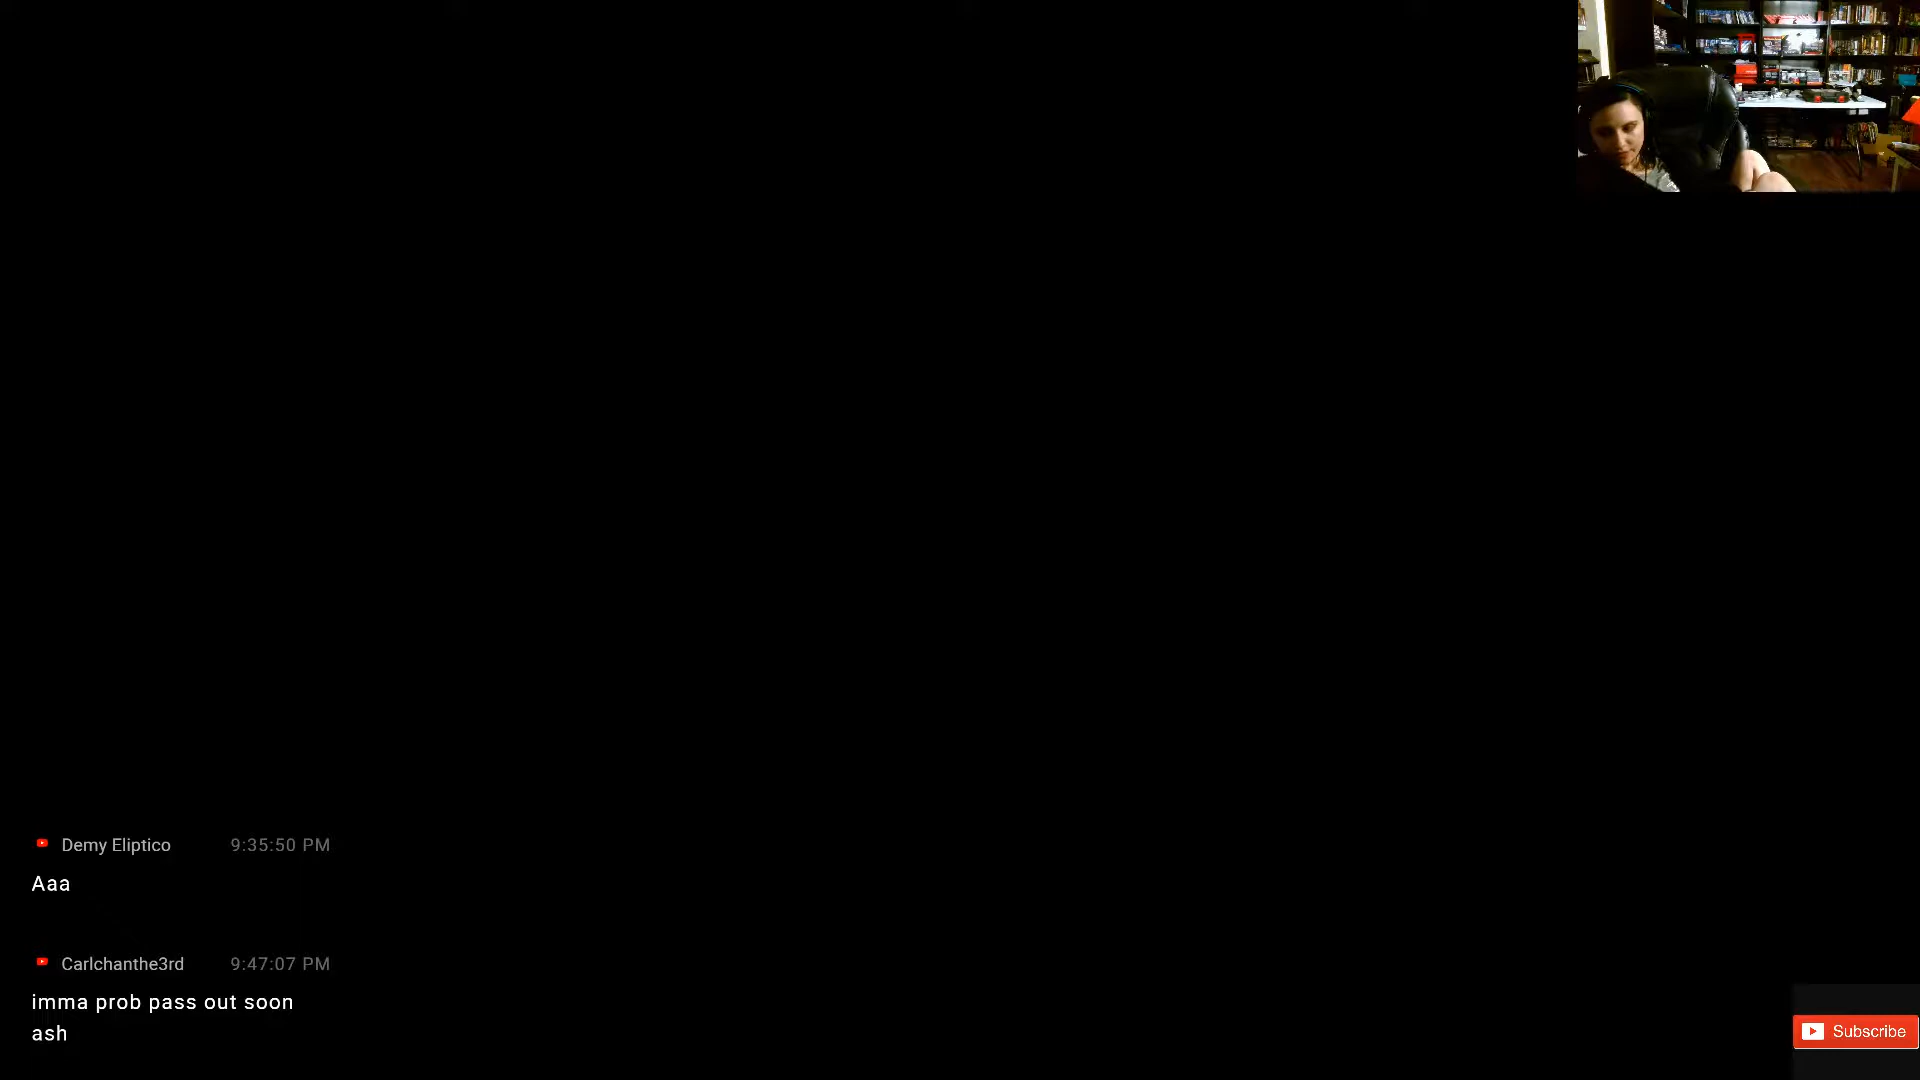 Demy Eliptico 9:35:50 PM
Aaa
Carlchanthe3rd 9:47:07 PM
imma prob pass out soon
ash
Subscribe